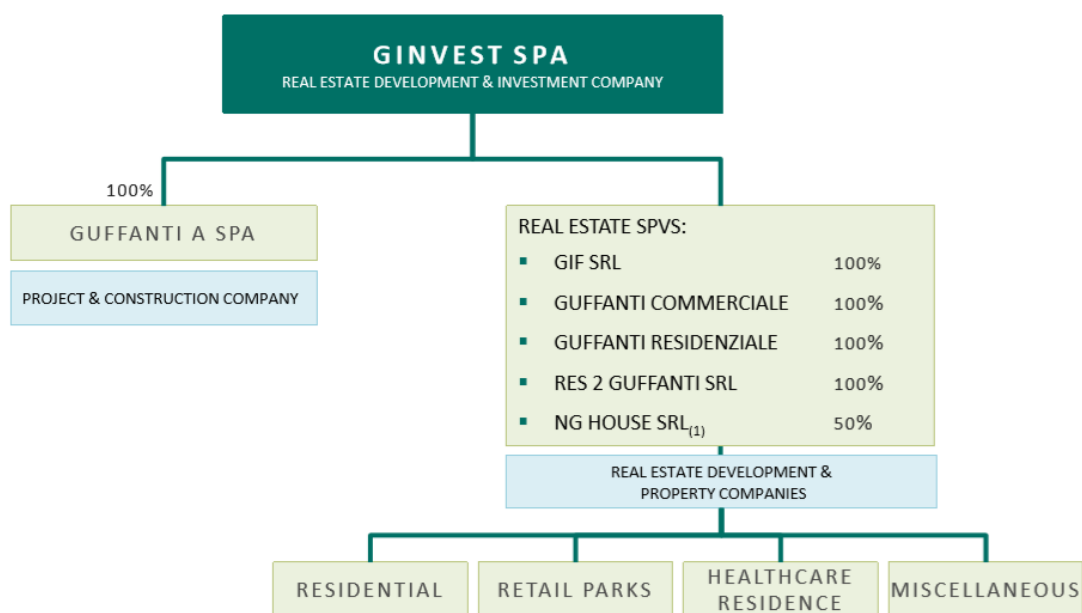 GINVEST SPA
REAL ESTATE DEVELOPMENT & INVESTMENT COMPANY
100%
GUFFANTI A SPA
PROJECT & CONSTRUCTION COMPANY
REAL ESTATE SPVS:
▪ GIF SRL 100%
▪ GUFFANTI COMMERCIALE 100%
▪ GUFFANTI RESIDENZIALE 100%
▪ RES 2 GUFFANTI SRL 100%
▪ NG HOUSE SRL(1) 50%
REAL ESTATE DEVELOPMENT &
PROPERTY COMPANIES
RESIDENTIAL
RETAIL PARKS
HEALTHCARE
RESIDENCE
MISCELLANEOUS